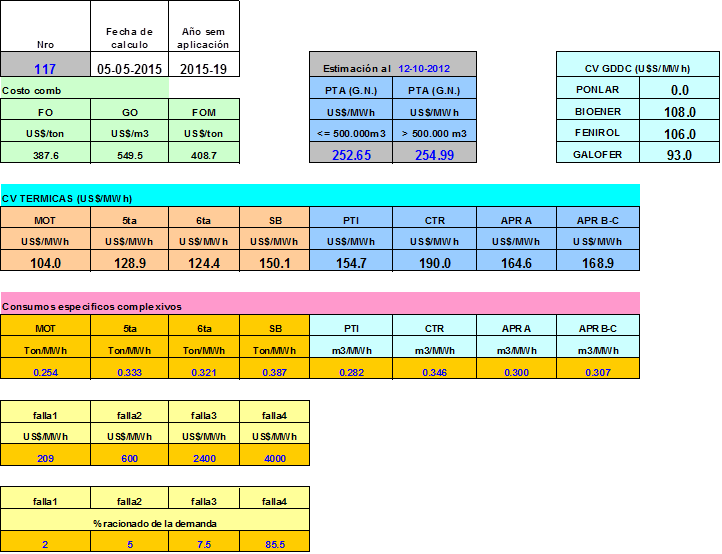 Nro Fecha de calculo Año sem aplicación
117 05-05-2015 2015-19
Costo comb
FO GO FOM
US$/ton US$/m3 US$/ton
387.6 549.5 408.7
Estimación al 12-10-2012
PTA (G.N.) PTA (G.N.)
US$/MWh US$/MWh
<= 500.000m3 > 500.000 m3
252.65 254.99
CV GDDC (U$S/MWh)
PONLAR 0.0
BIOENER 108.0
FENIROL 106.0
GALOFER 93.0
CV TERMICAS (US$/MWh)
MOT 5ta 6ta SB PTI CTR APR A APR B-C
US$/MWh US$/MWh US$/MWh US$/MWh US$/MWh US$/MWh US$/MWh US$/MWh
104.0 128.9 124.4 150.1 154.7 190.0 164.6 168.9
Consumos específicos complexivos
MOT 5ta 6ta SB PTI CTR APR A APR B-C
Ton/MWh Ton/MWh Ton/MWh Ton/MWh m3/MWh m3/MWh m3/MWh m3/MWh
0.254 0.333 0.321 0.387 0.282 0.346 0.300 0.307
falla1 falla2 falla3 falla4
US$/MWh US$/MWh US$/MWh US$/MWh
209 600 2400 4000
falla1 falla2 falla3 falla4
% racionado de la demanda
2 5 7.5 85.5